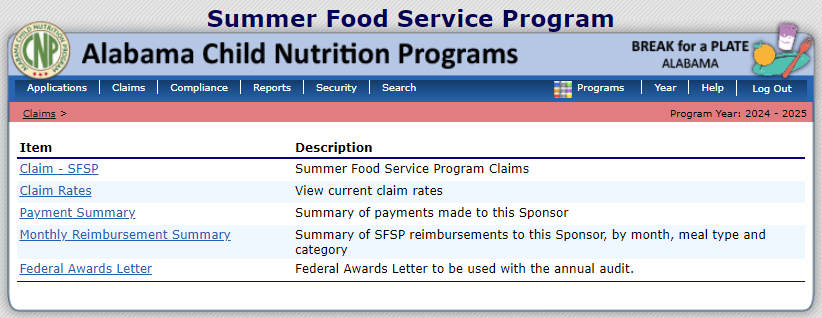 Summer Food Service Program
ALABAMA CHILD NUTRITION PROGRAM
CNP
Alabama Child Nutrition Programs
BREAK for a PLATE
ALABAMA
Applications Claims Compliance Reports Security Search Programs Year Help Log Out
Claims > Program Year: 2024 - 2025
Item Description
Claim - SFSP Summer Food Service Program Claims
Claim Rates View current claim rates
Payment Summary Summary of payments made to this Sponsor
Monthly Reimbursement Summary Summary of SFSP reimbursements to this Sponsor, by month, meal type and
category
Federal Awards Letter Federal Awards Letter to be used with the annual audit.